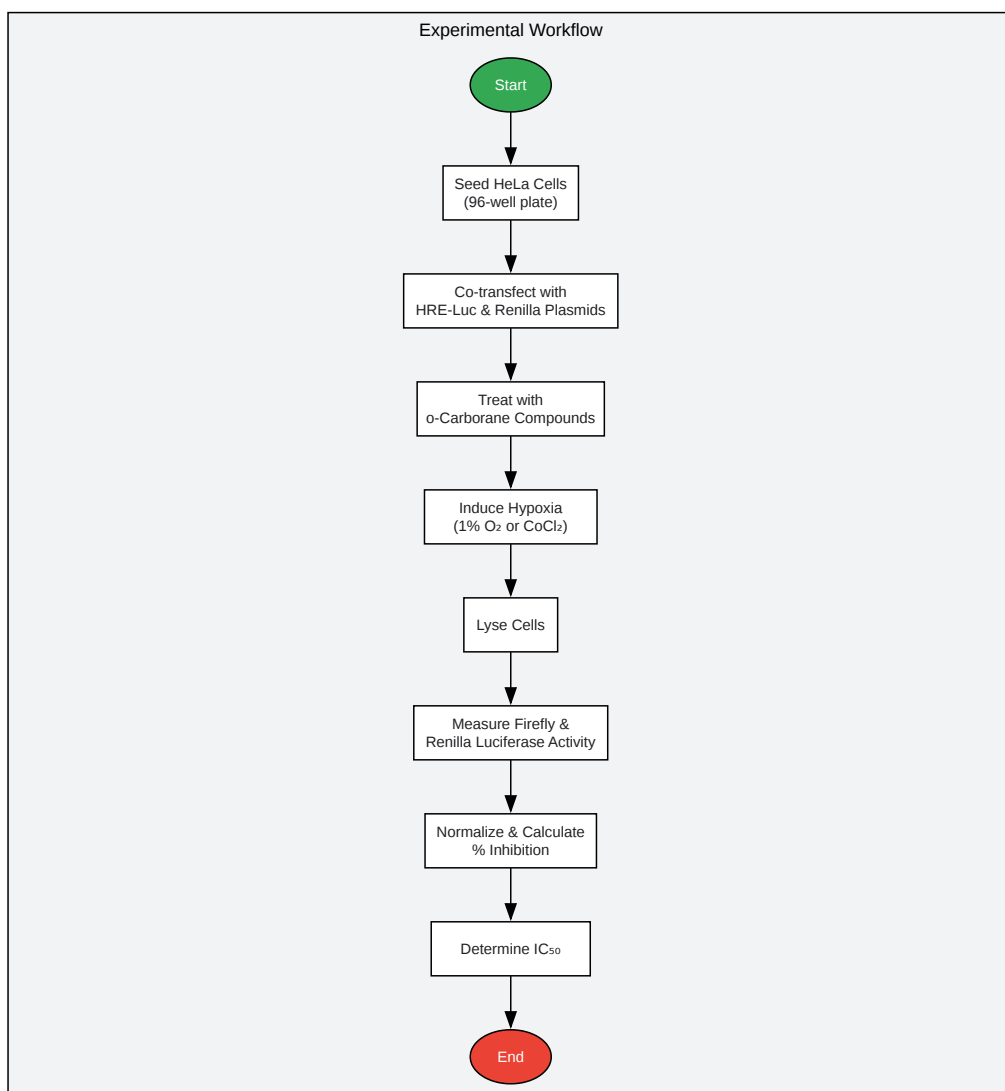 Experimental Workflow
Start
Seed HeLa Cells
(96-well plate)
Co-transfect with
HRE-Luc & Renilla Plasmids
Treat with
o-Carborane Compounds
Induce Hypoxia
(1% O₂ or CoCl₂)
Lyse Cells
Measure Firefly &
Renilla Luciferase Activity
Normalize & Calculate
% Inhibition
Determine IC₅₀
End